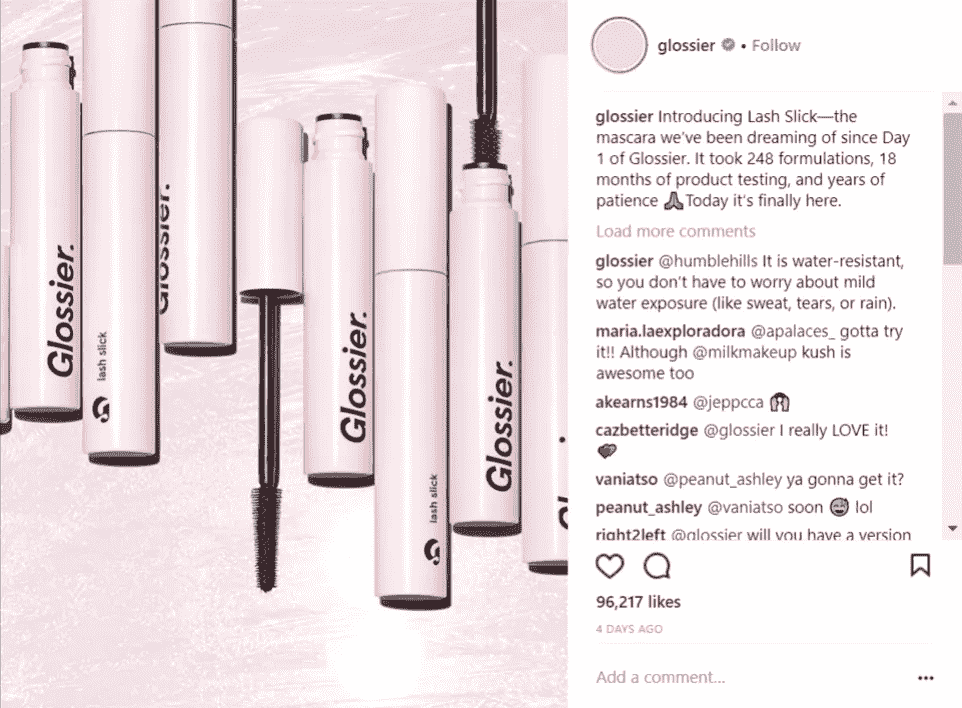 Glossier.
lash slick
Glossier.
Glossier.
lash slick
Glossier.
glossier • Follow
glossier Introducing Lash Slick—the
mascara we've been dreaming of since Day
1 of Glossier. It took 248 formulations, 18
months of product testing, and years of
patience 🙏Today it's finally here.
Load more comments
glossier @humblehills It is water-resistant,
so you don't have to worry about mild
water exposure (like sweat, tears, or rain).
maria.laexploradora @apalaces_ gotta try
it!! Although @milkmakeup kush is
awesome too
akearns1984 @jeppcca
cazbetteridge @glossier I really LOVE it!
vaniatso @peanut_ashley ya gonna get it?
peanut_ashley @vaniatso soon 😅 lol
right2left @glossier will you have a version
96,217 likes
4 DAYS AGO
Add a comment...